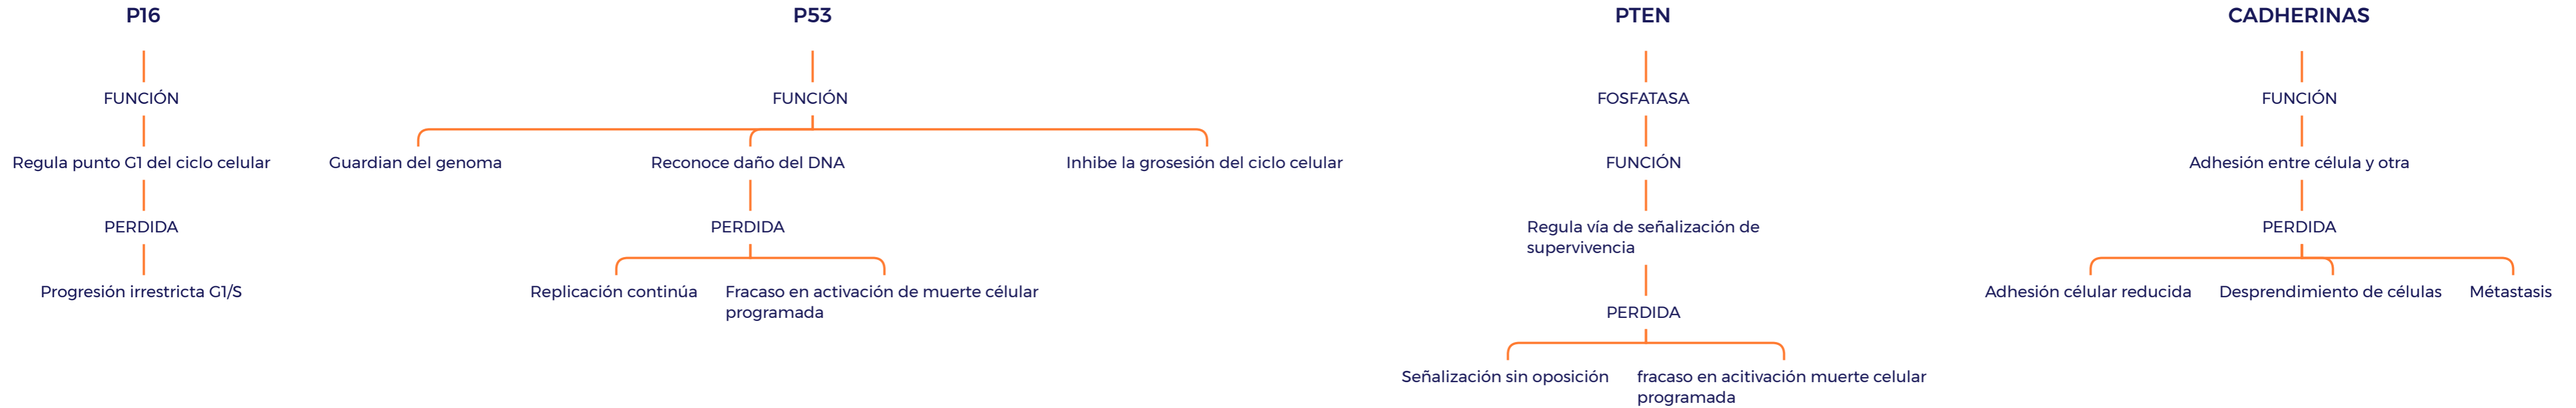 P16
FUNCIÓN
Regula punto G1 del ciclo celular
PERDIDA
Progresión irrestricta G1/S
P53
FUNCIÓN
Guardian del genoma
Reconoce daño del DNA
Inhibe la grosesión del ciclo celular
PERDIDA
Replicación continúa
Fracaso en activación de muerte célular
programada
PTEN
FOSFATASA
FUNCIÓN
Regula vía de señalización de
supervivencia
PERDIDA
Señalización sin oposición
fracaso en acitivación muerte celular
programada
CADHERINAS
FUNCIÓN
Adhesión entre célula y otra
PERDIDA
Adhesión célular reducida
Desprendimiento de células
Métastasis